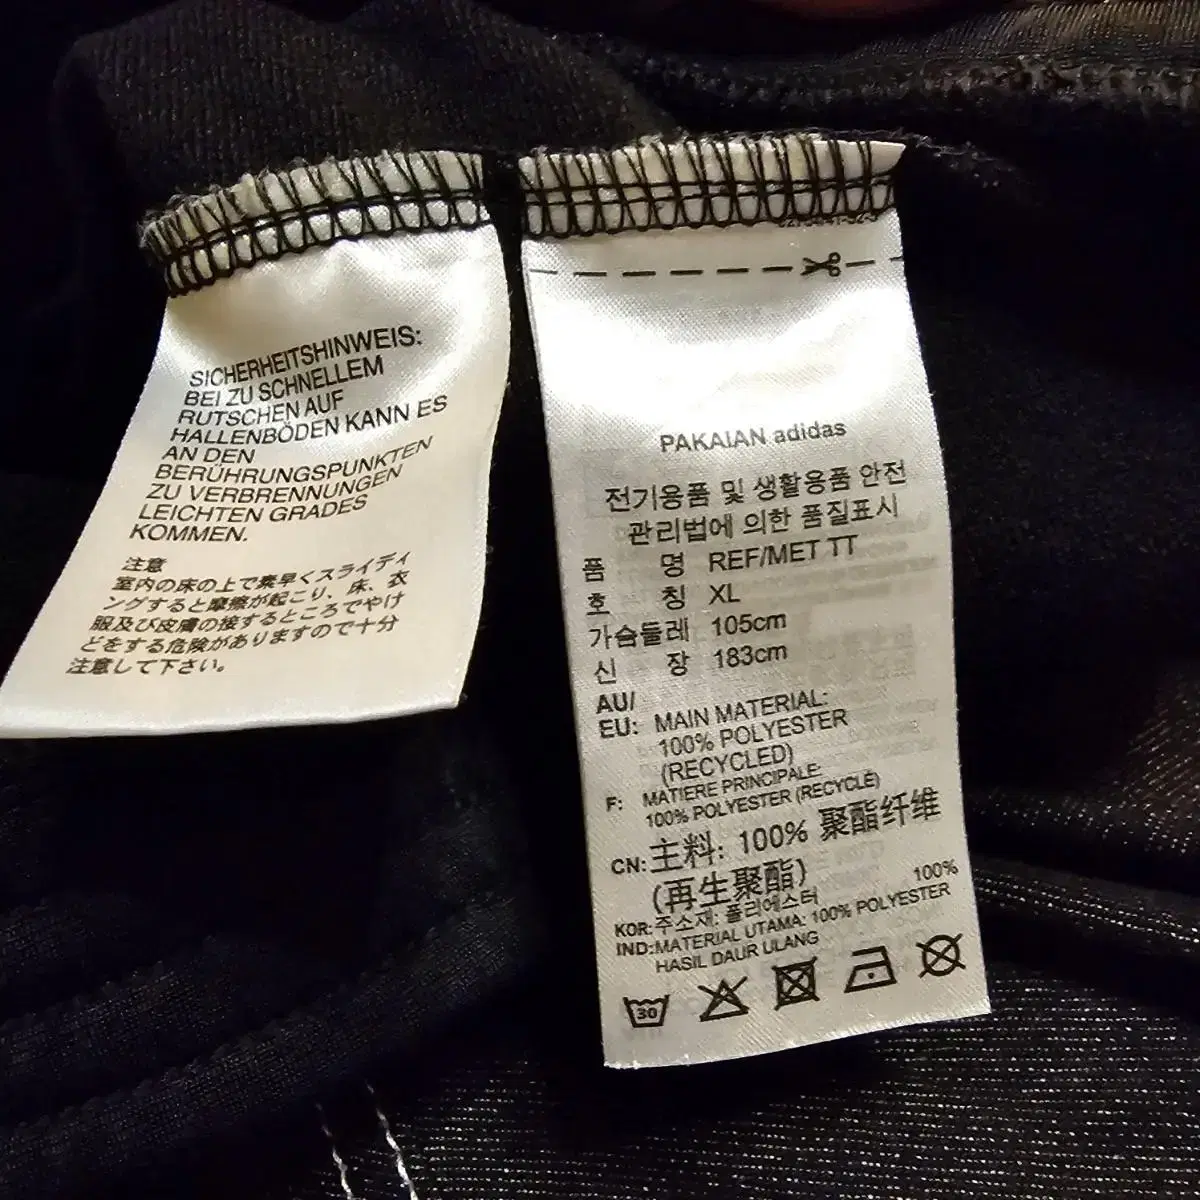 SICHERHEITSHINWEIS:
BEI ZU SCHNELLEM
RUTSCHEN AUF
HALLENBÖDEN KANN ES
AN DEN
BERÜHRUNGSPUNKTEN
ZU VERBRENNUNGEN
LEICHTEN GRADES
KOMMEN.
注意
室内の床の上で素早くスライディ
ングすると摩擦が起こり、床、衣
服及び皮膚の接するところでやけ
どをする危険がありますので十分
注意して下さい。
PAKAIAN adidas
전기용품 및 생활용품 안전
관리법에 의한 품질표시
품 명 REF/MET TT
호 칭 XL
가슴둘레 105cm
신 장 183cm
AU/
EU: MAIN MATERIAL:
100% POLYESTER
(RECYCLED)
F: MATIERE PRINCIPALE:
100% POLYESTER (RECYCLÉ)
CN: 主料: 100% 聚酯纤维
(再生聚酯)
KOR: 주소재: 폴리에스터 100%
IND: MATERIAL UTAMA: 100% POLYESTER
HASIL DAUR ULANG
30